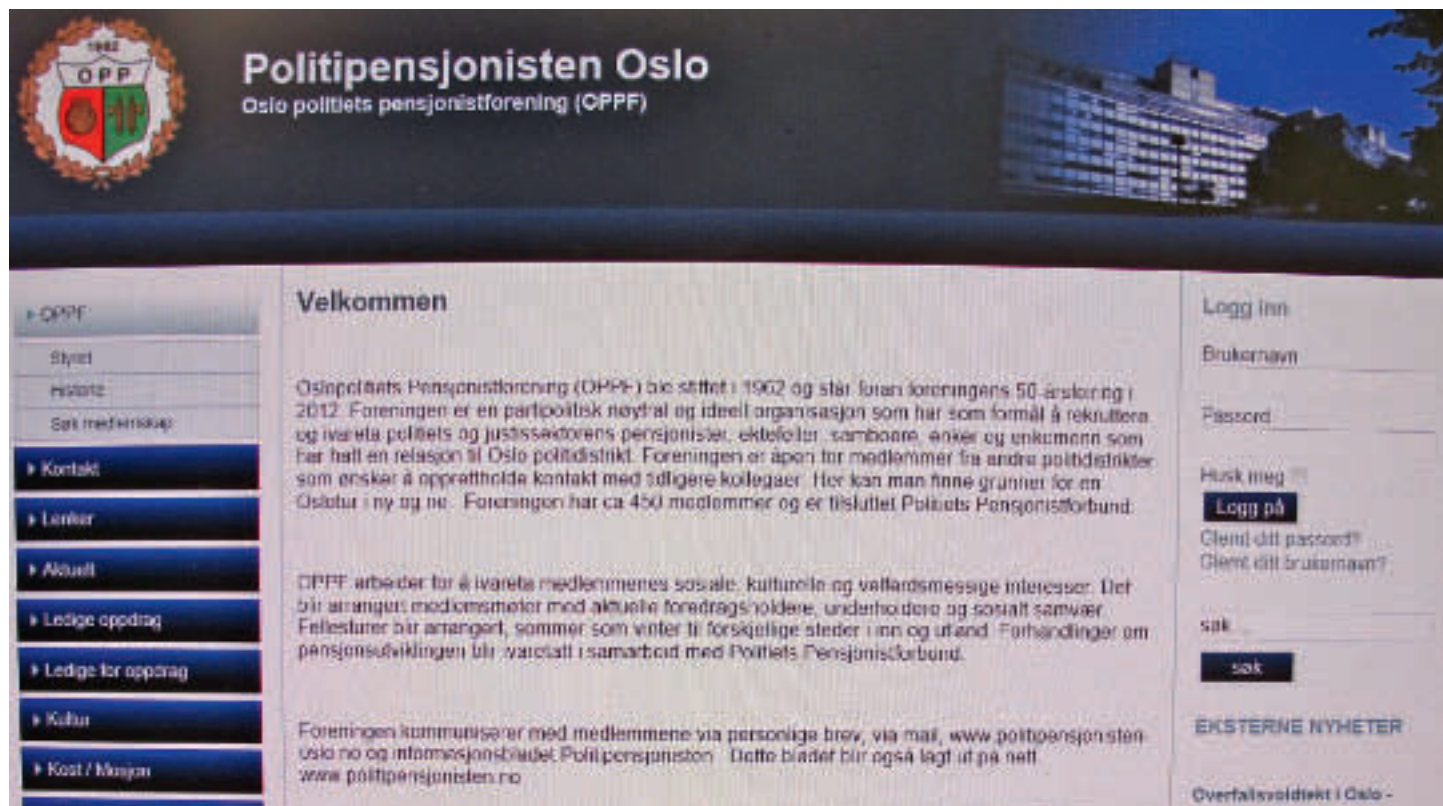 1962
OPP
Politipensjonisten Oslo
Oslo politiets pensjonistforening (OPPF)
OPPF
Styret
Historie
Søk medlemskap
Kontakt
Lenker
Aktuelt
Ledige oppdrag
Ledige for oppdrag
Kultur
Kost / Mosjon
Velkommen
Oslopolitiets Pensjonistforening (OPPF) ble stiftet i 1962 og står foran foreningens 50-årsfeiring i
2012. Foreningen er en partipolitisk nøytral og ideell organisasjon som har som formål å rekruttere
og ivareta politiets og justissektorens pensjonister, ektefeller, samboere, enker og enkemenn som
har hatt en relasjon til Oslo politidistrikt. Foreningen er åpen for medlemmer fra andre politidistrikter
som ønsker å opprettholde kontakt med tidligere kollegaer. Her kan man finne grunner for en
Oslotur i ny og ne. Foreningen har ca 450 medlemmer og er tilsluttet Politiets Pensjonistforbund.
OPPF arbeider for å ivareta medlemmenes sosiale, kulturelle og velferdsmessige interesser. Det
blir arrangert medlemsmøter med aktuelle foredragsholdere, underholdere og sosialt samvær.
Fellesturer blir arrangert, sommer som vinter til forskjellige steder i inn og utland. Forhandlinger om
pensjonsutviklingen blir ivaretatt i samarbeid med Politiets Pensjonistforbund.
Foreningen kommuniserer med medlemmene via personlige brev, via mail, www.politipensjonisten-
oslo.no og informasjonsbladet Politipensjonisten. Dette bladet blir også lagt ut på nett
www.politipensjonisten.no
Logg inn
Brukernavn
Passord
Husk meg
Logg på
Glemt ditt passord?
Glemt ditt brukernavn?
søk...
søk
EKSTERNE NYHETER
Overfallsvoldtekt i Oslo -